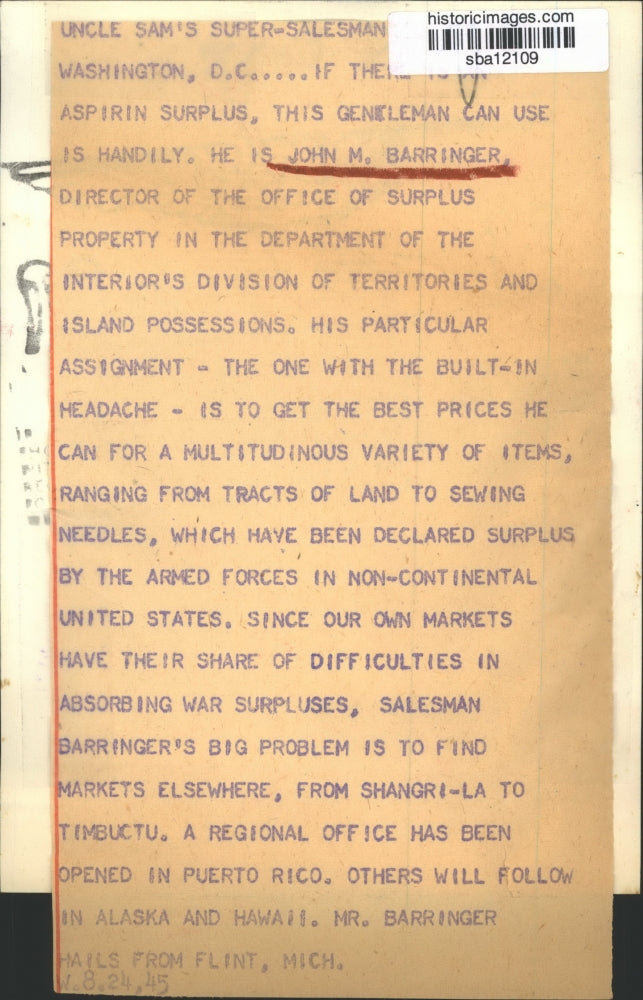 historicimages.com
sba12109
UNCLE SAM'S SUPER-SALESMAN
WASHINGTON, D.C.....IF THERE IS AN
ASPIRIN SURPLUS, THIS GENTLEMAN CAN USE
IS HANDILY. HE IS JOHN M. BARRINGER,
DIRECTOR OF THE OFFICE OF SURPLUS
PROPERTY IN THE DEPARTMENT OF THE
INTERIOR'S DIVISION OF TERRITORIES AND
ISLAND POSSESSIONS. HIS PARTICULAR
ASSIGNMENT - THE ONE WITH THE BUILT-IN
HEADACHE - IS TO GET THE BEST PRICES HE
CAN FOR A MULTITUDINOUS VARIETY OF ITEMS,
RANGING FROM TRACTS OF LAND TO SEWING
NEEDLES, WHICH HAVE BEEN DECLARED SURPLUS
BY THE ARMED FORCES IN NON-CONTINENTAL
UNITED STATES. SINCE OUR OWN MARKETS
HAVE THEIR SHARE OF DIFFICULTIES IN
ABSORBING WAR SURPLUSES, SALESMAN
BARRINGER'S BIG PROBLEM IS TO FIND
MARKETS ELSEWHERE, FROM SHANGRI-LA TO
TIMBUCTU. A REGIONAL OFFICE HAS BEEN
OPENED IN PUERTO RICO. OTHERS WILL FOLLOW
IN ALASKA AND HAWAII. MR. BARRINGER
HAILS FROM FLINT, MICH.
W.8.24,45